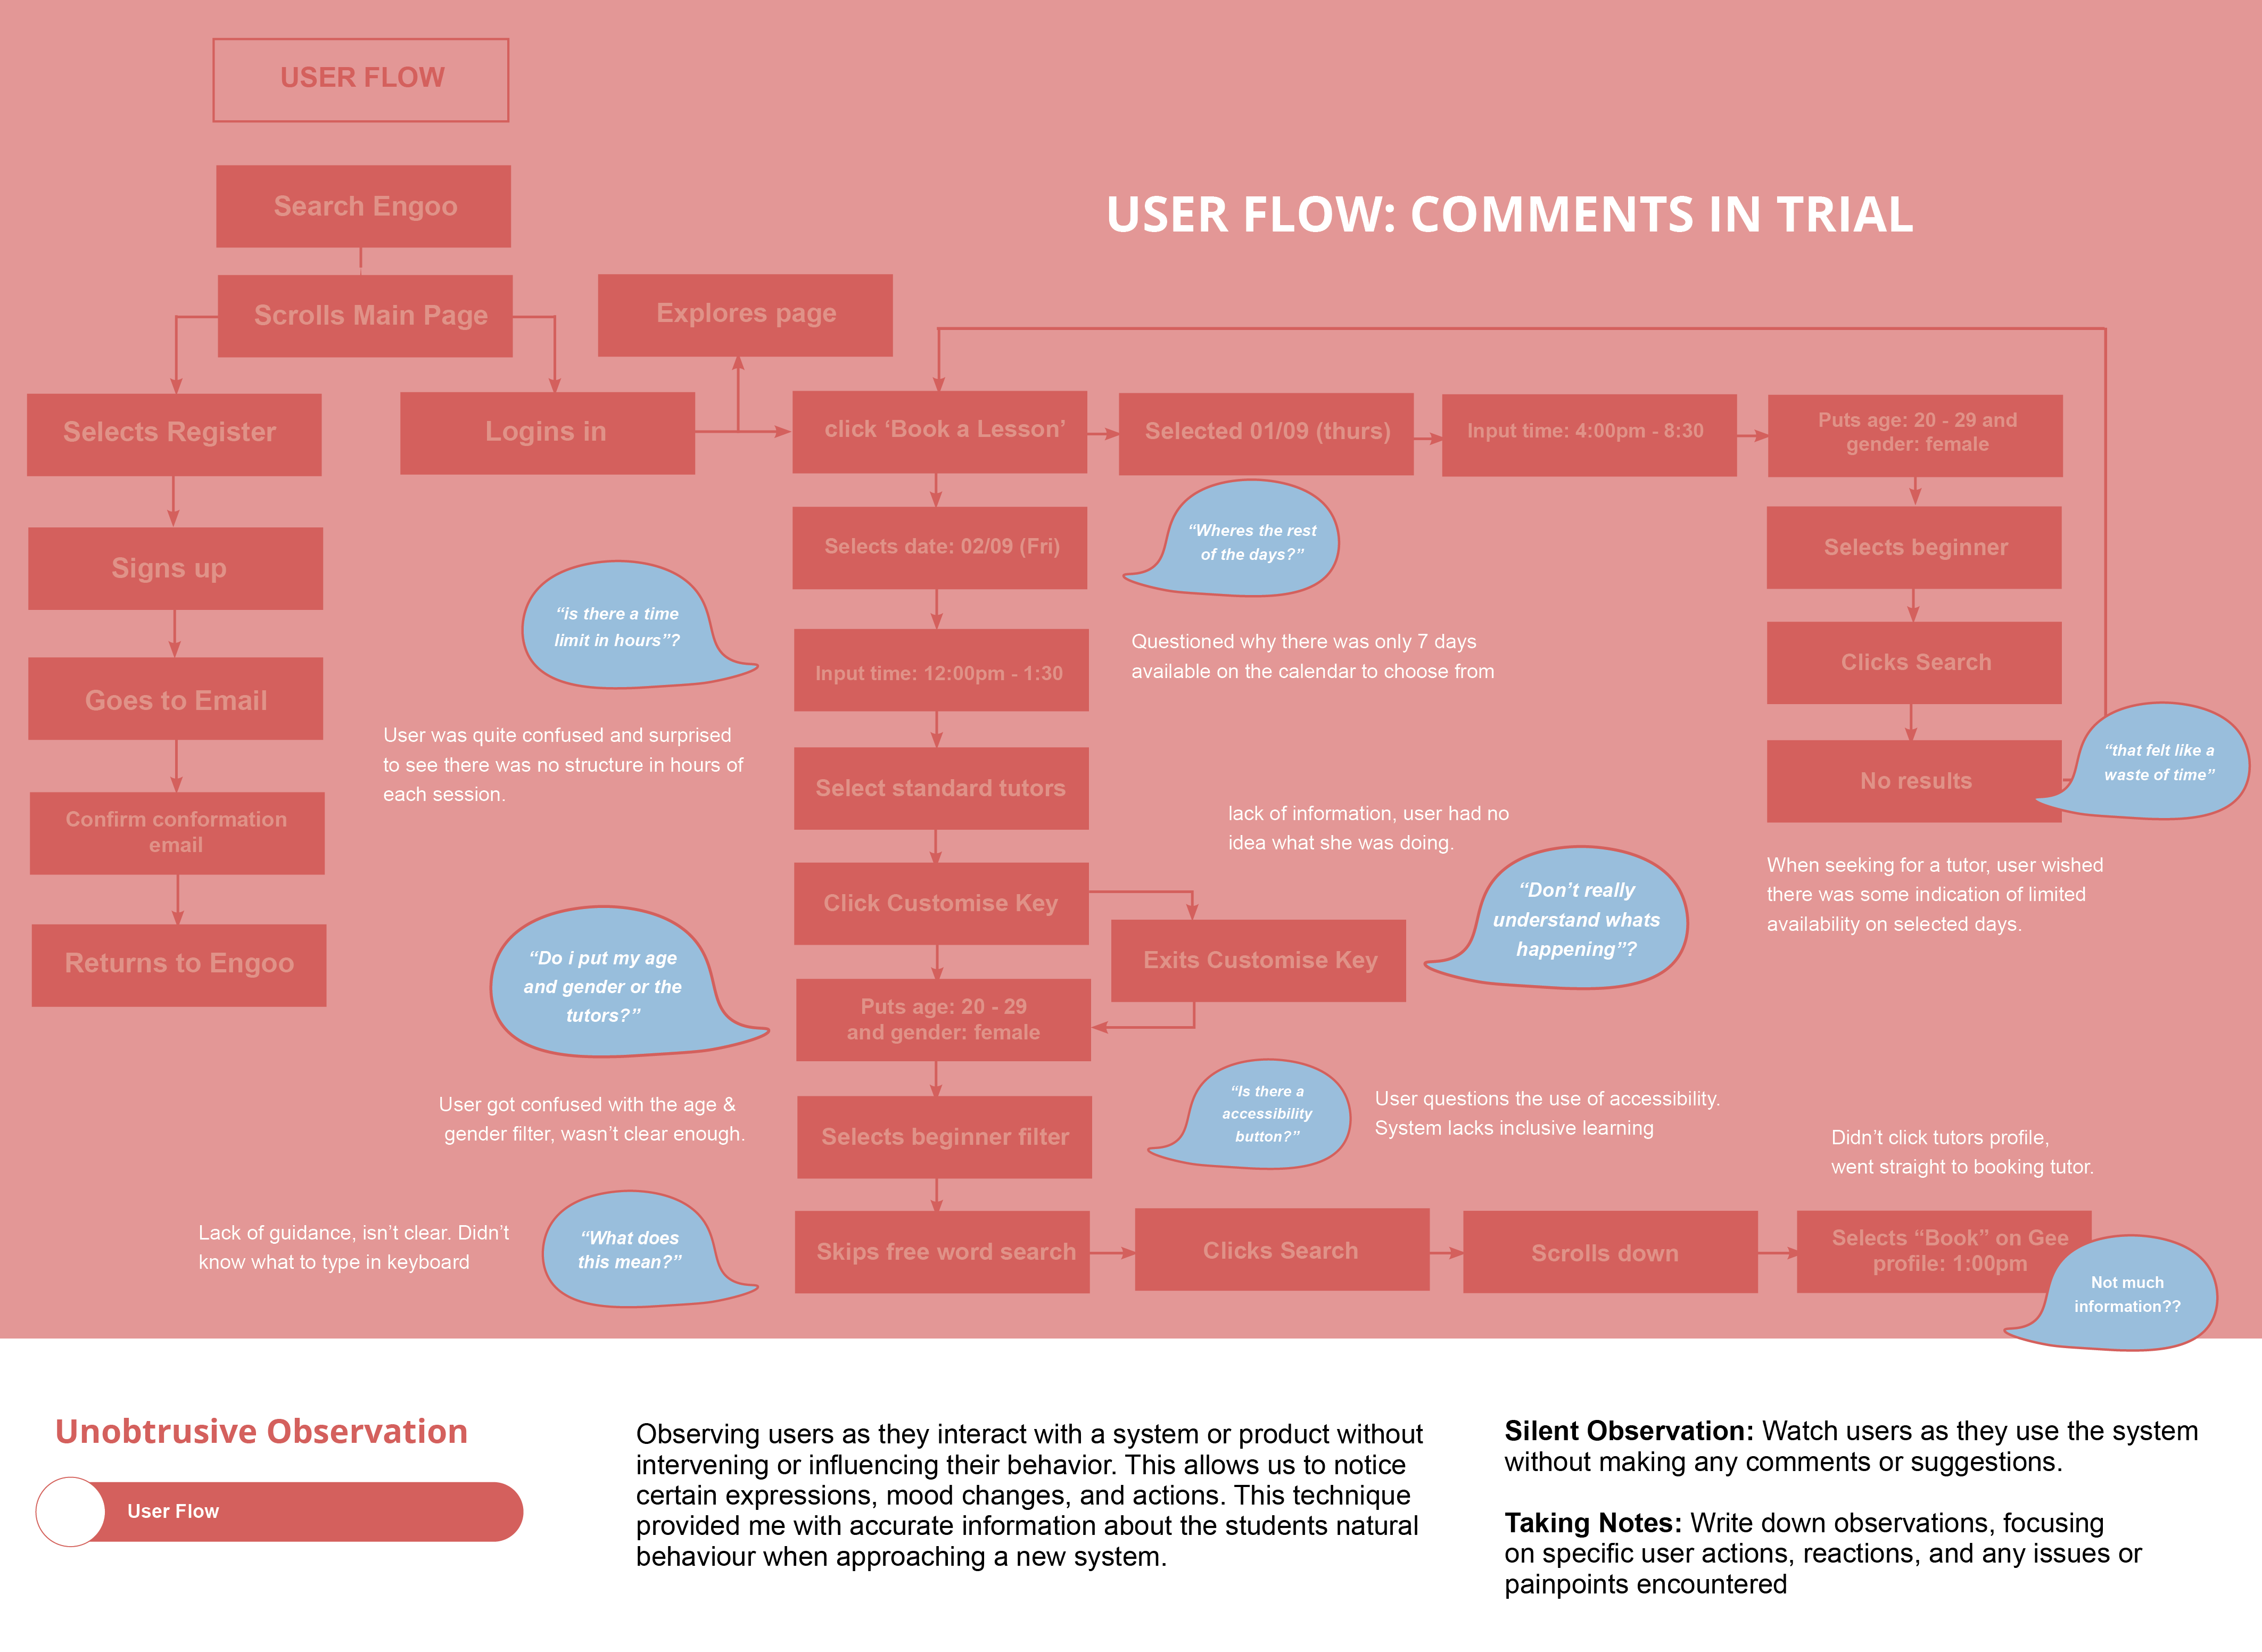 USER FLOW
Search Engoo
USER FLOW: COMMENTS IN TRIAL
Scrolls Main Page
Explores page
Selects Register
Logins in
click ‘Book a Lesson’
Selected 01/09 (thurs)
Input time: 4:00pm - 8:30
Puts age: 20 - 29 and
gender: female
Signs up
Goes to Email
Confirm conformation
email
Returns to Engoo
Selects date: 02/09 (Fri)
“Wheres the rest
of the days?”
Questioned why there was only 7 days
available on the calendar to choose from
“is there a time
limit in hours”?
User was quite confused and surprised
to see there was no structure in hours of
each session.
Input time: 12:00pm - 1:30
Select standard tutors
Click Customise Key
lack of information, user had no
idea what she was doing.
“Don’t really
understand whats
happening”?
Exits Customise Key
Selects beginner
Clicks Search
No results
“that felt like a
waste of time”
When seeking for a tutor, user wished
there was some indication of limited
availability on selected days.
“Do i put my age
and gender or the
tutors?”
User got confused with the age &
gender filter, wasn’t clear enough.
Puts age: 20 - 29
and gender: female
Selects beginner filter
“Is there a
accessibility
button?”
User questions the use of accessibility.
System lacks inclusive learning
Lack of guidance, isn’t clear. Didn’t
know what to type in keyboard
“What does
this mean?”
Skips free word search
Clicks Search
Scrolls down
Didn’t click tutors profile,
went straight to booking tutor.
Selects “Book” on Gee
profile: 1:00pm
Not much
information??
Unobtrusive Observation
User Flow
Observing users as they interact with a system or product without
intervening or influencing their behavior. This allows us to notice
certain expressions, mood changes, and actions. This technique
provided me with accurate information about the students natural
behaviour when approaching a new system.
Silent Observation: Watch users as they use the system
without making any comments or suggestions.
Taking Notes: Write down observations, focusing
on specific user actions, reactions, and any issues or
painpoints encountered